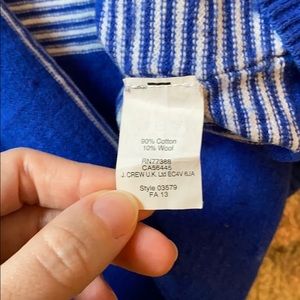 90% Cotton
10% Wool
RN77388
CA56445
J. CREW U.K. Ltd EC4V 6JA
Style 03579
FA 13